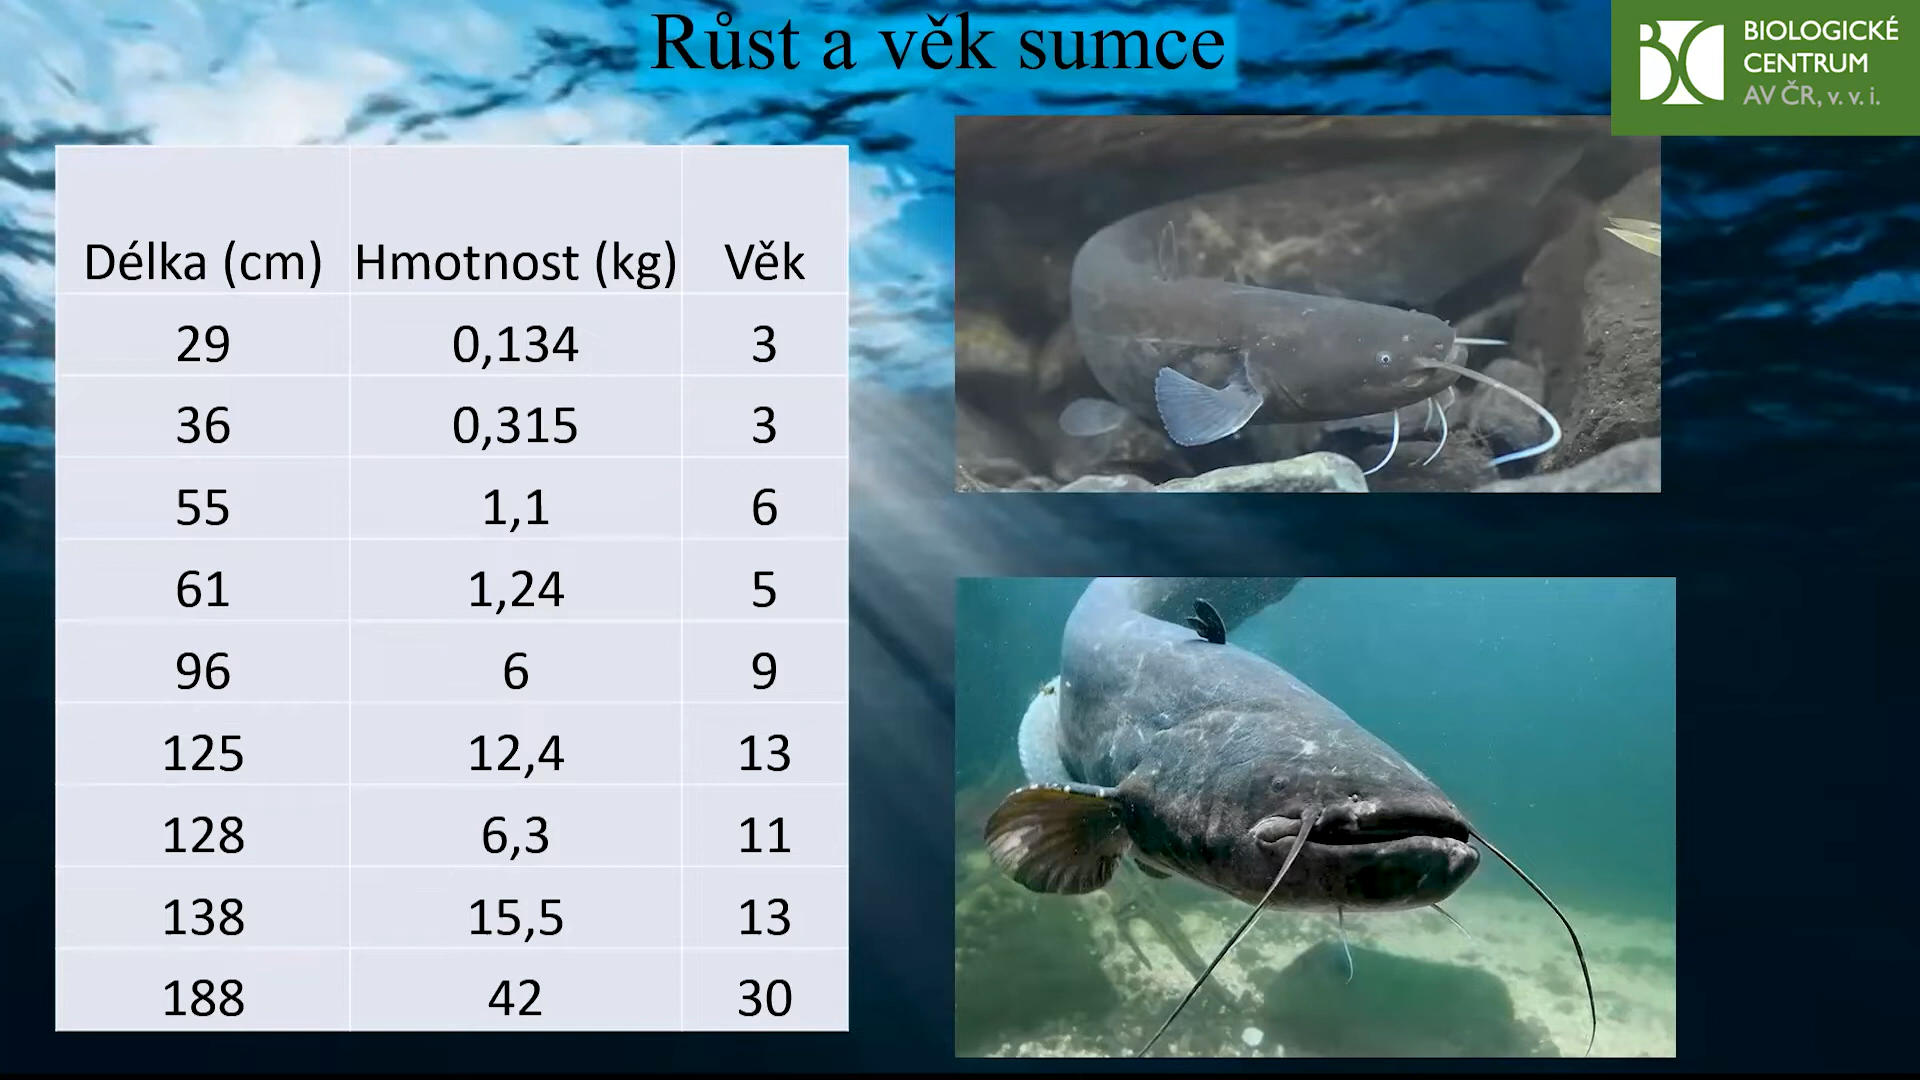 Růst a věk sumce
BIOLOGICKÉ
CENTRUM
AV ČR, v. v. i.
Délka (cm) Hmotnost (kg) Věk
29 0,134 3
36 0,315 3
55 1,1 6
61 1,24 5
96 6 9
125 12,4 13
128 6,3 11
138 15,5 13
188 42 30